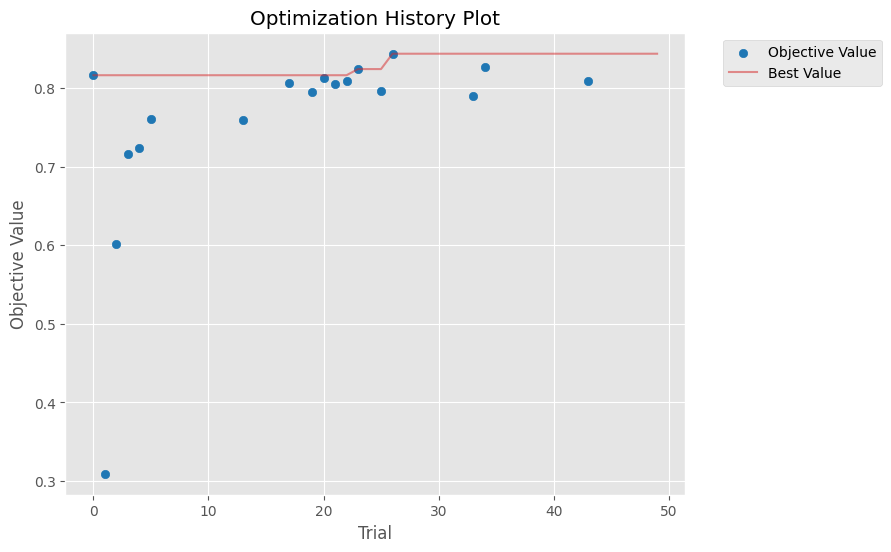 Optimization History Plot
Objective Value
Best Value
0.8
0.7
0.6
0.5
0.4
0.3
Objective Value
0 10 20 30 40 50
Trial